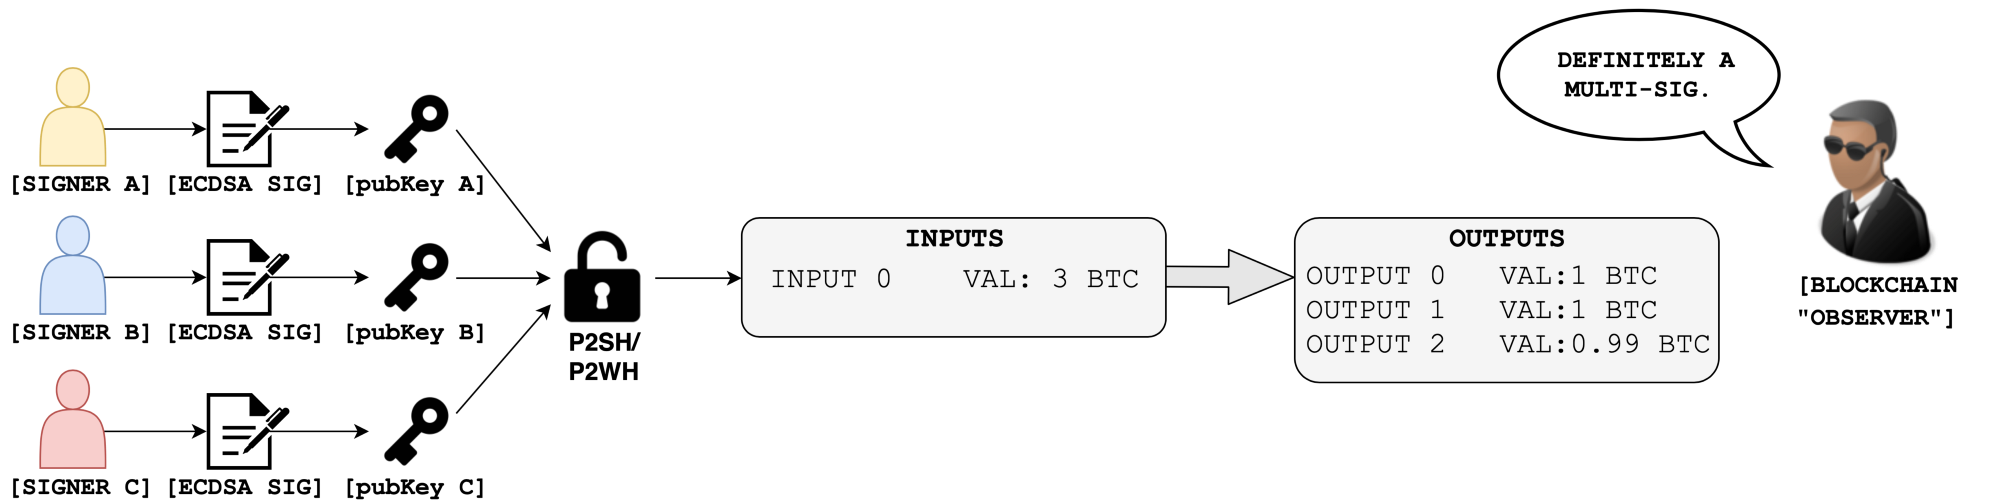 DEFINITELY A
MULTI-SIG.
[SIGNER A] [ECDSA SIG] [pubKey A]
[SIGNER B] [ECDSA SIG] [pubKey B]
[SIGNER C] [ECDSA SIG] [pubKey C]
P2SH/
P2WH
INPUTS
INPUT 0 VAL: 3 BTC
OUTPUTS
OUTPUT 0 VAL:1 BTC
OUTPUT 1 VAL:1 BTC
OUTPUT 2 VAL:0.99 BTC
[BLOCKCHAIN
"OBSERVER"]